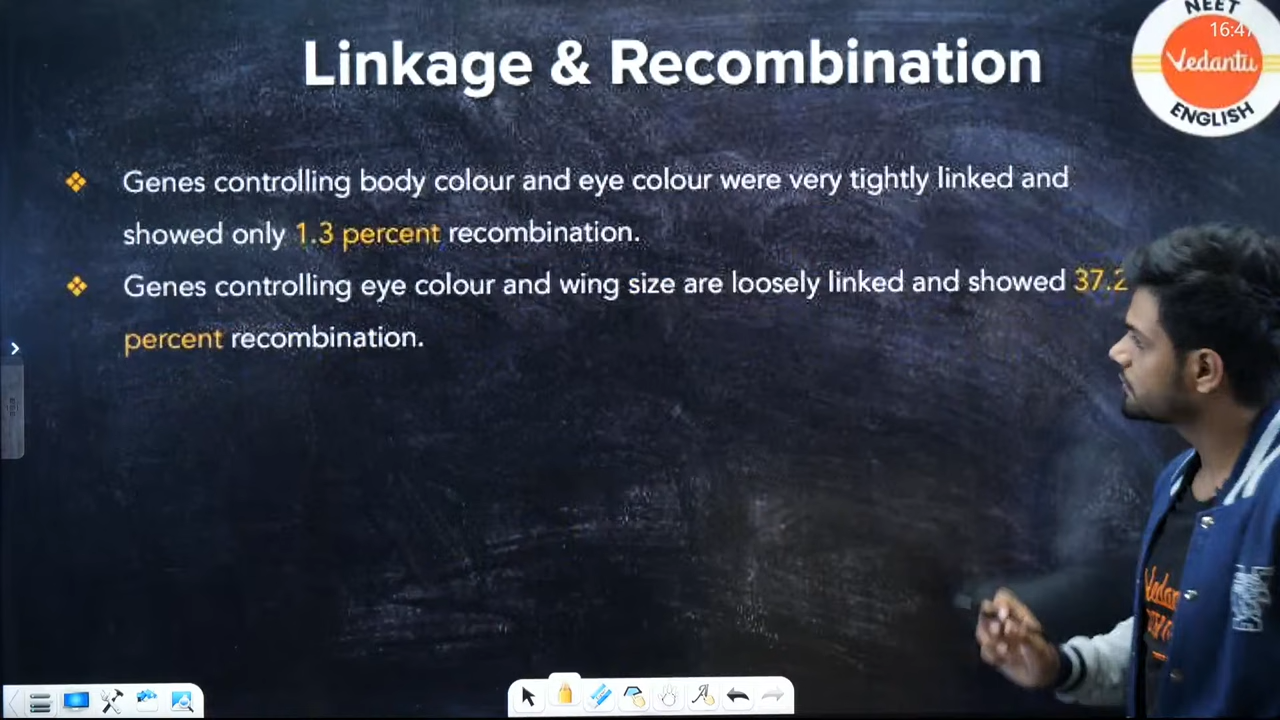 Linkage & Recombination
NEET
16:47
Vedantu
ENGLISH
Genes controlling body colour and eye colour were very tightly linked and
showed only 1.3 percent recombination.
Genes controlling eye colour and wing size are loosely linked and showed 37.2
percent recombination.
Vedan